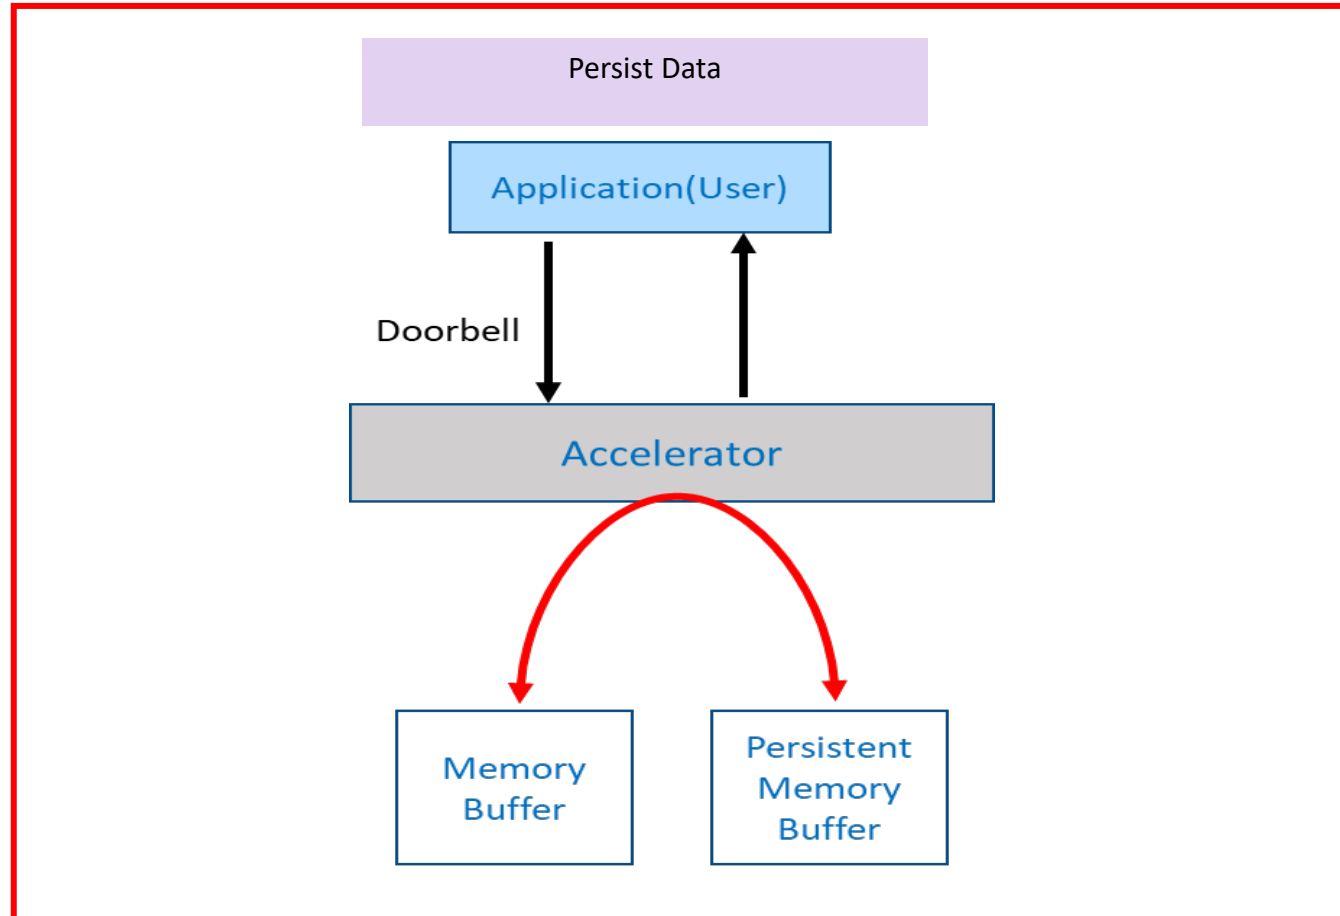 Persist Data
Application(User)
Doorbell
Accelerator
Memory
Buffer
Persistent
Memory
Buffer